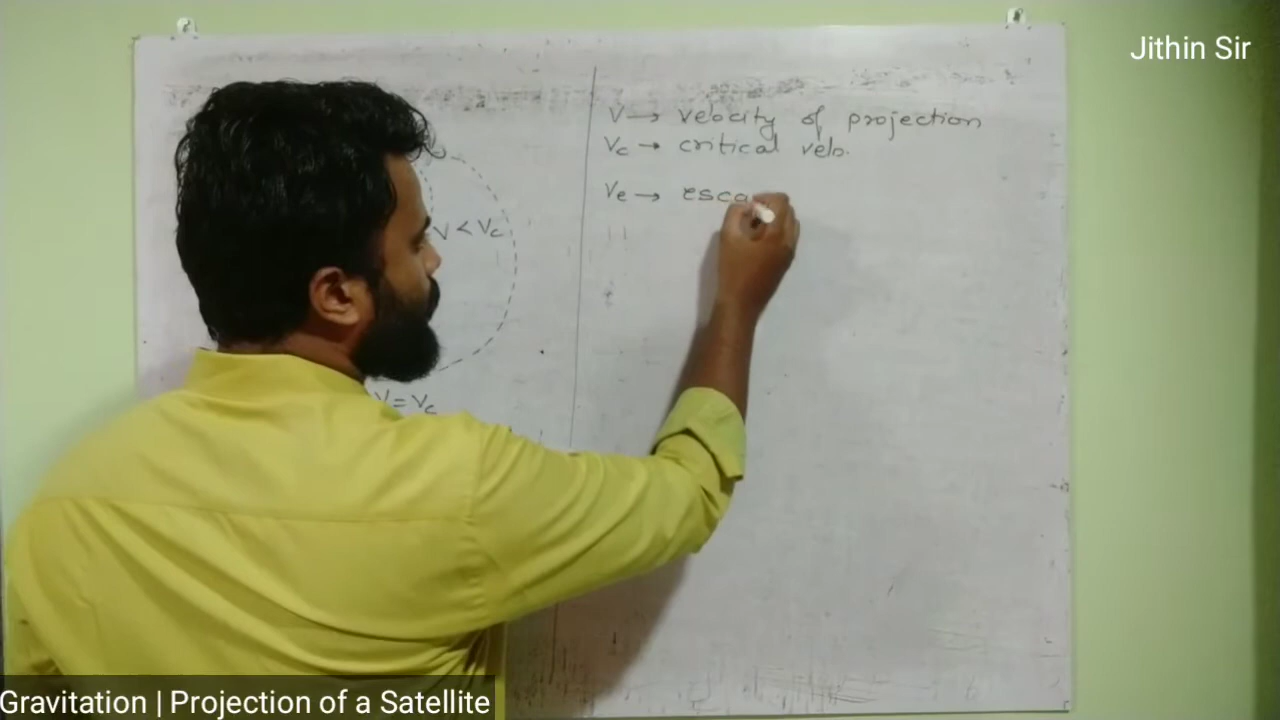 Jithin Sir
V → velocity of projection
Vc → critical velo.
Ve → esca
V < Vc
V = Vc
Gravitation | Projection of a Satellite